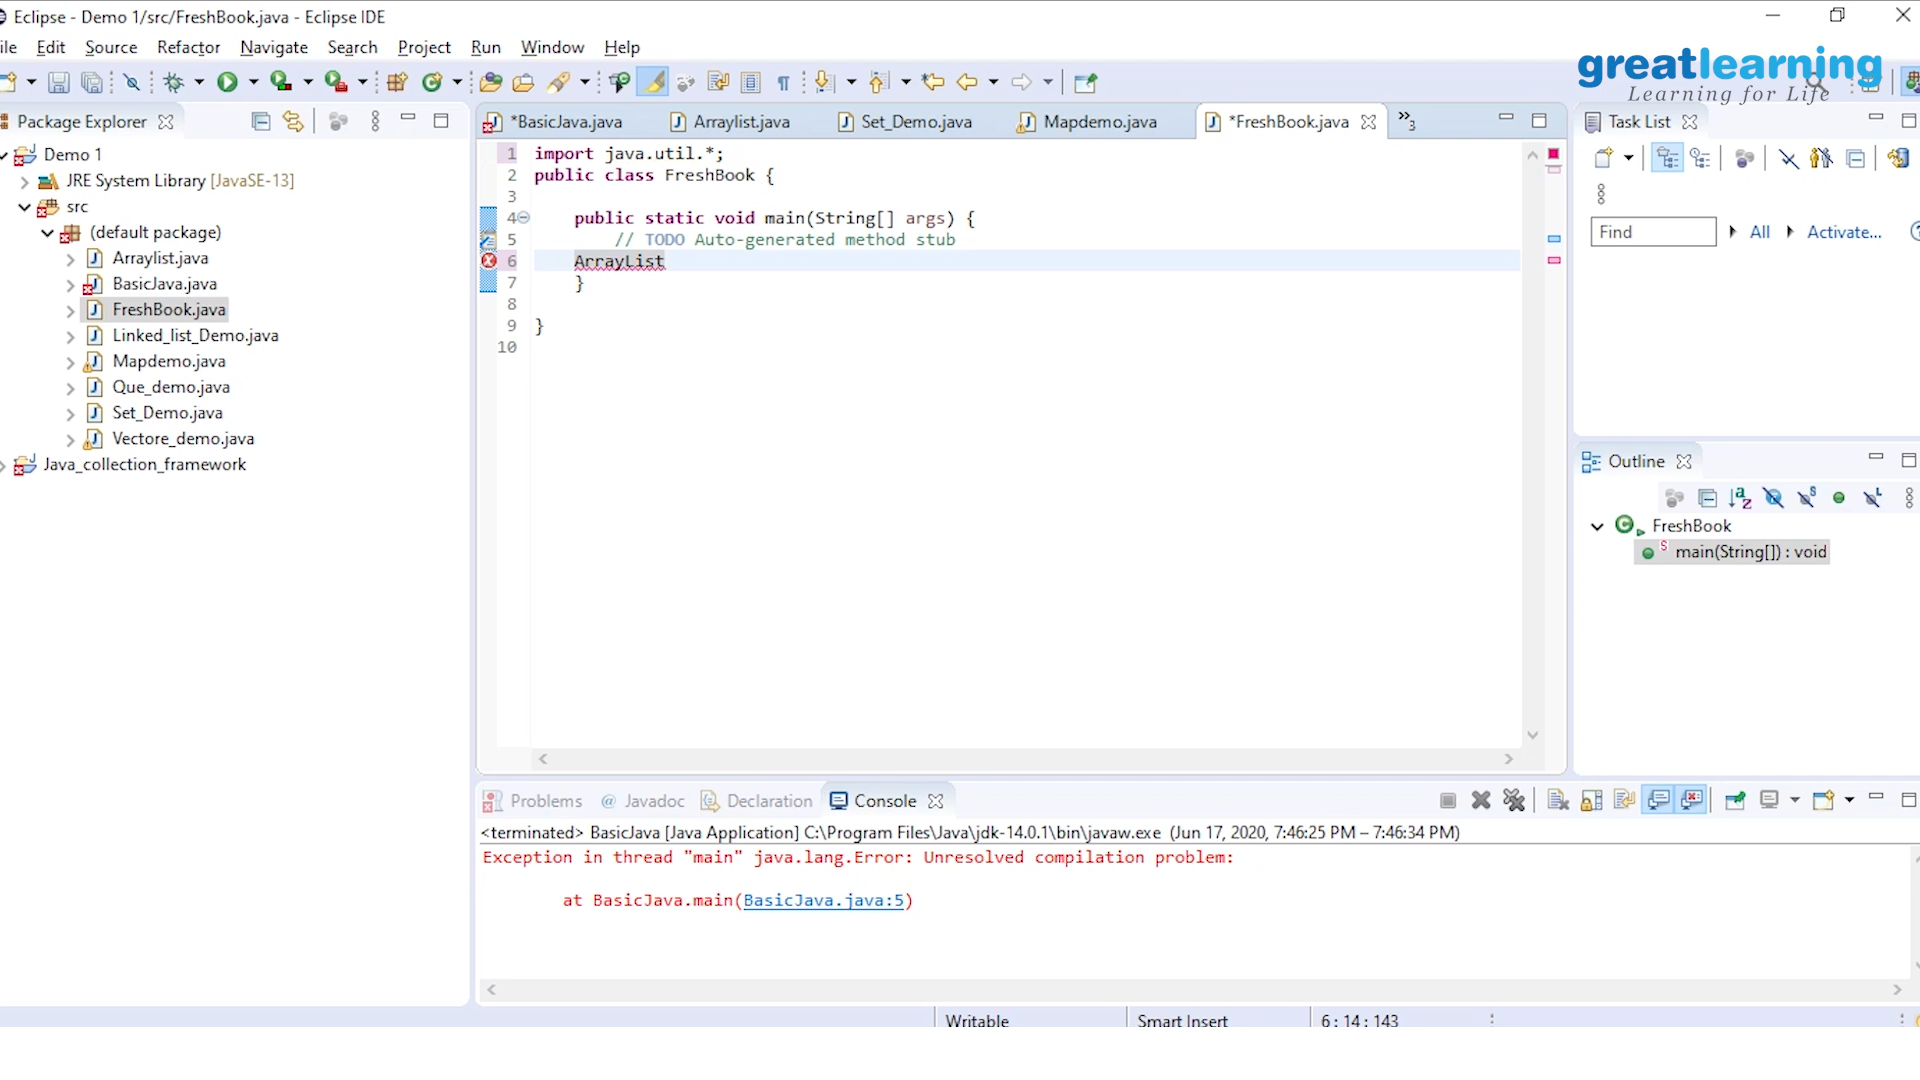 Eclipse - Demo 1/src/FreshBook.java - Eclipse IDE
ile Edit Source Refactor Navigate Search Project Run Window Help
greatlearning
Learning for Life
Package Explorer
*BasicJava.java Arraylist.java Set_Demo.java Mapdemo.java *FreshBook.java »3
Task List
Demo 1
JRE System Library [JavaSE-13]
src
(default package)
Arraylist.java
BasicJava.java
FreshBook.java
Linked_list_Demo.java
Mapdemo.java
Que_demo.java
Set_Demo.java
Vectore_demo.java
Java_collection_framework
1 import java.util.*;
2 public class FreshBook {
3
4 public static void main(String[] args) {
5 // TODO Auto-generated method stub
6 ArrayList
7 }
8
9 }
10
Find All Activate...
Outline
FreshBook
main(String[]) : void
Problems Javadoc Declaration Console
<terminated> BasicJava [Java Application] C:\Program Files\Java\jdk-14.0.1\bin\javaw.exe (Jun 17, 2020, 7:46:25 PM – 7:46:34 PM)
Exception in thread "main" java.lang.Error: Unresolved compilation problem:
at BasicJava.main(BasicJava.java:5)
Writable Smart Insert 6 : 14 : 143